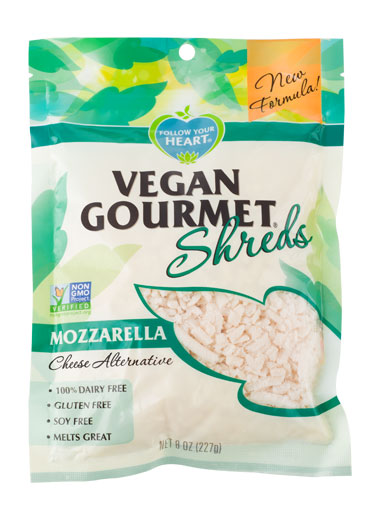 New
Formula!
FOLLOW YOUR
HEART®
VEGAN
GOURMET®
Shreds
NON
GMO
Project
VERIFIED
MOZZARELLA
Cheese Alternative
• 100% DAIRY FREE
• GLUTEN FREE
• SOY FREE
• MELTS GREAT
NET 8 OZ (227g)